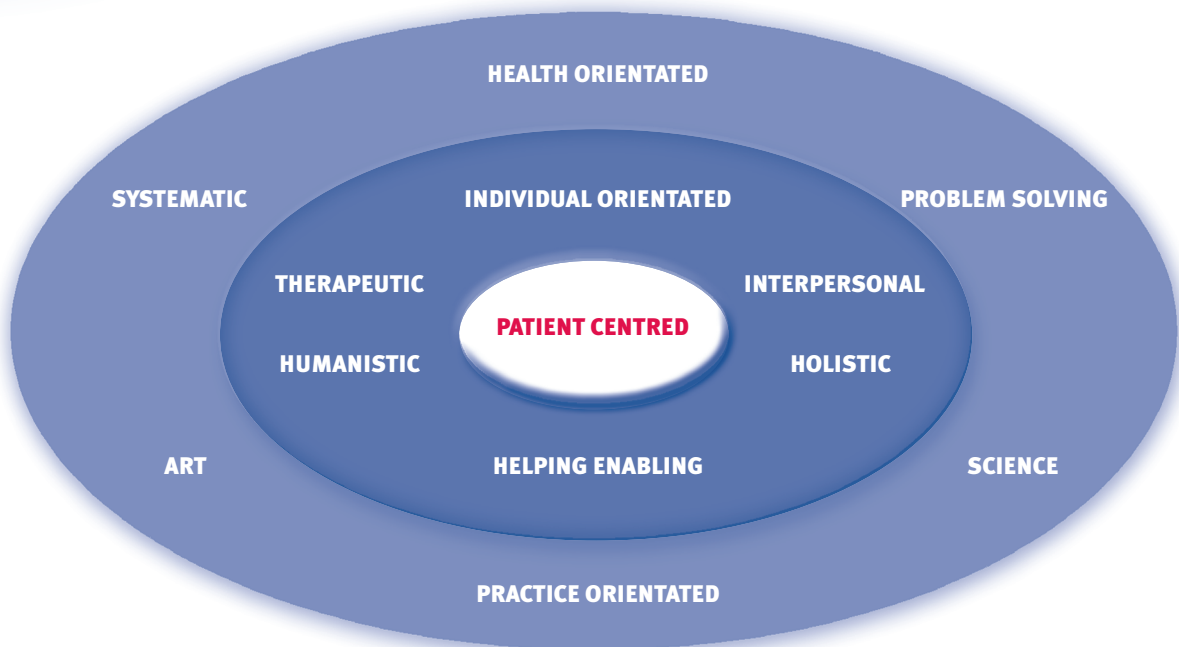 HEALTH ORIENTATED
SYSTEMATIC
INDIVIDUAL ORIENTATED
PROBLEM SOLVING
THERAPEUTIC
INTERPERSONAL
PATIENT CENTRED
HUMANISTIC
HOLISTIC
ART
HELPING ENABLING
SCIENCE
PRACTICE ORIENTATED